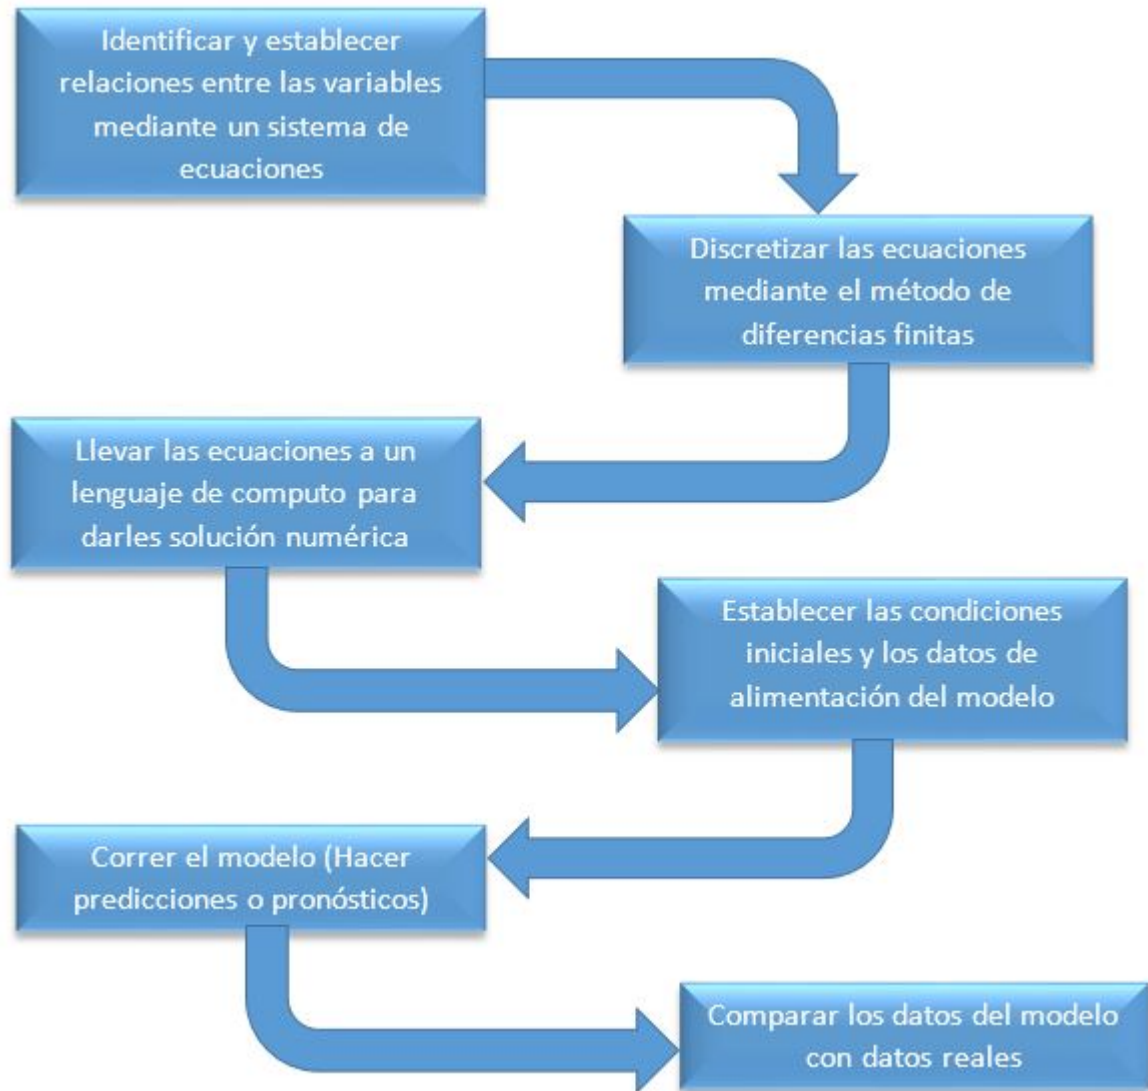 Identificar y establecer
relaciones entre las variables
mediante un sistema de
ecuaciones
Discretizar las ecuaciones
mediante el método de
diferencias finitas
Llevar las ecuaciones a un
lenguaje de computo para
darles solución numérica
Establecer las condiciones
iniciales y los datos de
alimentación del modelo
Correr el modelo (Hacer
predicciones o pronósticos)
Comparar los datos del modelo
con datos reales